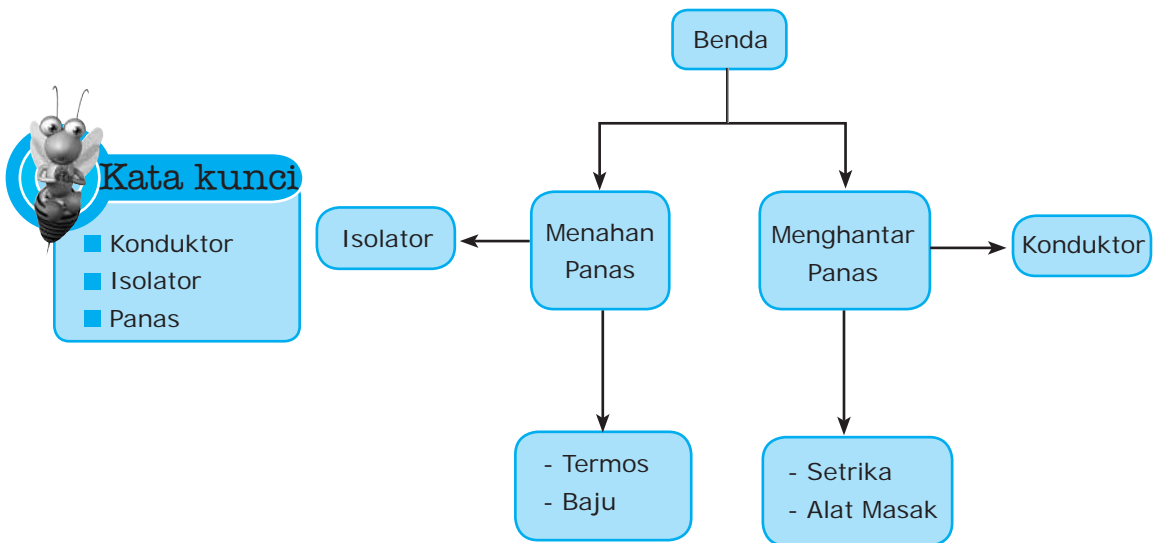 Benda
Kata kunci
■ Konduktor
■ Isolator
■ Panas
Isolator
Menahan
Panas
Menghantar
Panas
Konduktor
- Termos
- Baju
- Setrika
- Alat Masak